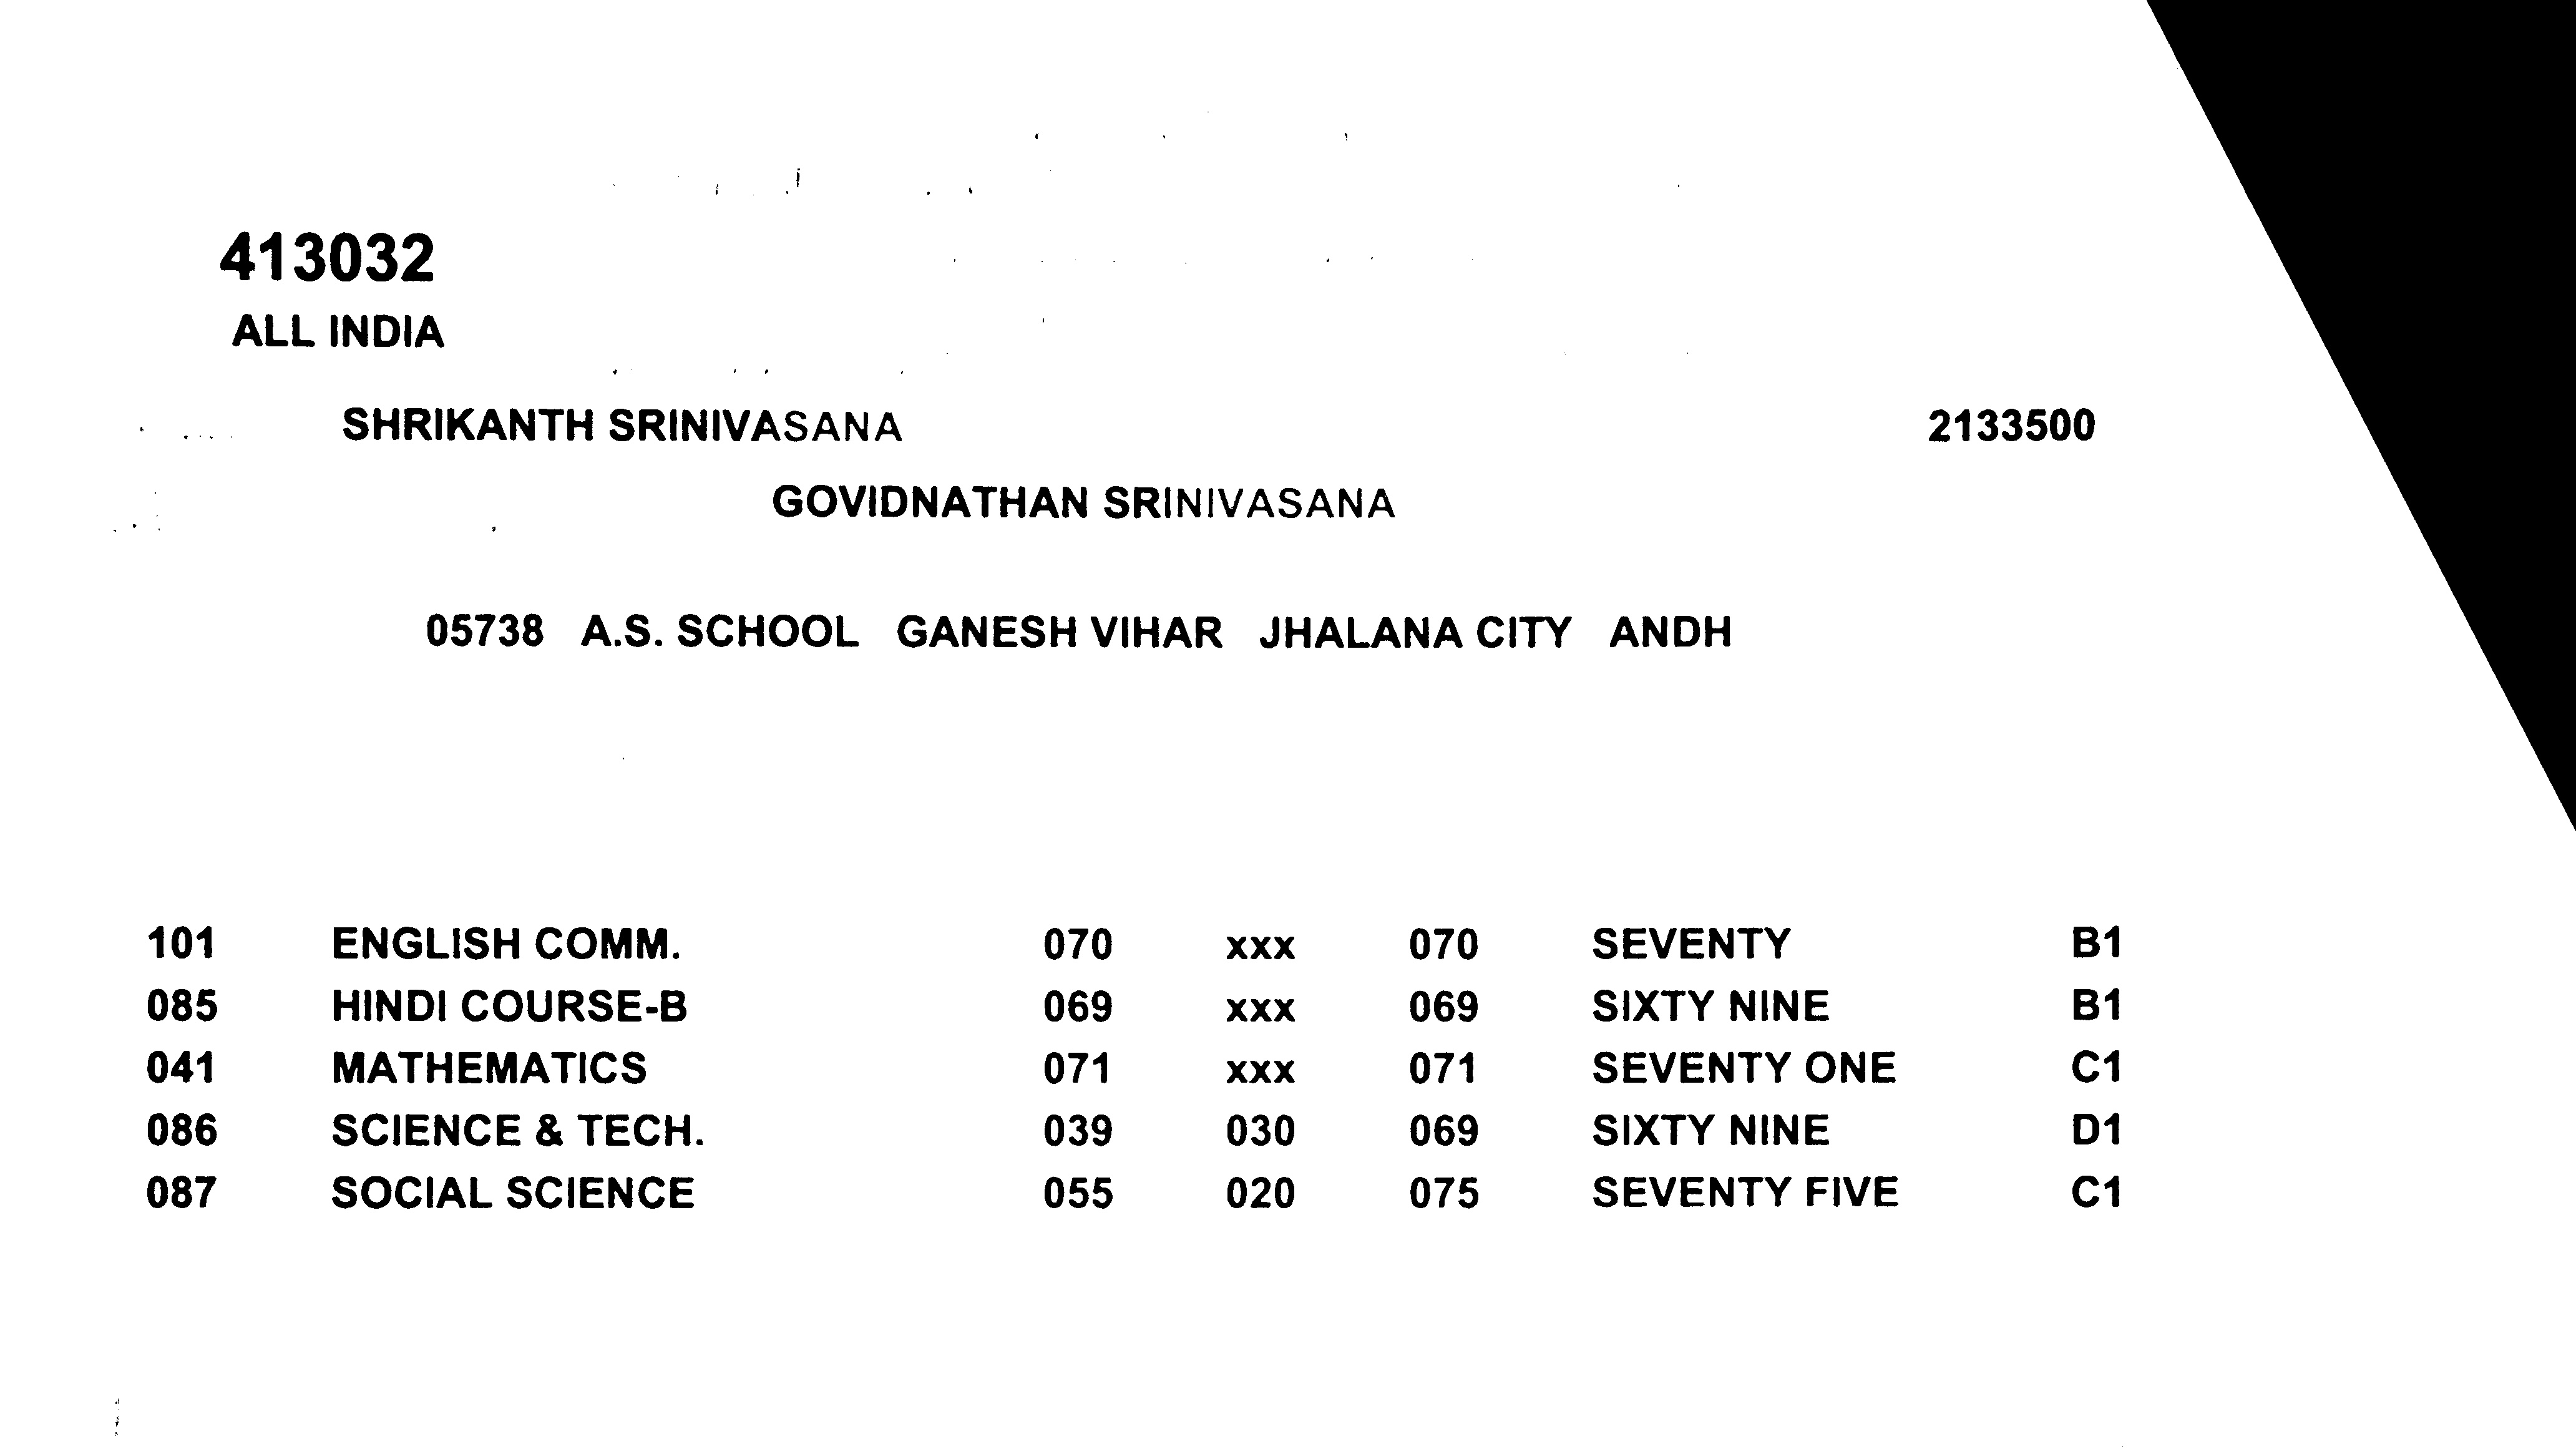 413032
ALL INDIA
SHRIKANTH SRINIVASANA 2133500
GOVIDNATHAN SRINIVASANA
05738 A.S. SCHOOL GANESH VIHAR JHALANA CITY ANDH
101 ENGLISH COMM. 070 xxx 070 SEVENTY B1
085 HINDI COURSE-B 069 xxx 069 SIXTY NINE B1
041 MATHEMATICS 071 xxx 071 SEVENTY ONE C1
086 SCIENCE & TECH. 039 030 069 SIXTY NINE D1
087 SOCIAL SCIENCE 055 020 075 SEVENTY FIVE C1